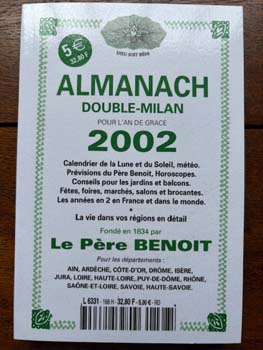 DIEU SOIT BÉNI
5€
32,80 F
ALMANACH
DOUBLE-MILAN
POUR L'AN DE GRACE
2002
Calendrier de la Lune et du Soleil, météo.
Prévisions du Père Benoit, Horoscopes.
Conseils pour les jardins et balcons.
Fêtes, foires, marchés, salons et brocantes.
Les années en 2 en France et dans le monde.
•
La vie dans vos régions en détail
Fondé en 1834 par
Le Père BENOIT
Pour les départements :
AIN, ARDÈCHE, CÔTE-D'OR, DRÔME, ISÈRE,
JURA, LOIRE, HAUTE-LOIRE, PUY-DE-DÔME, RHÔNE,
SAÔNE-ET-LOIRE, SAVOIE, HAUTE-SAVOIE.
L 6331 - 168 H - 32,80 F - 5,00 € - RD